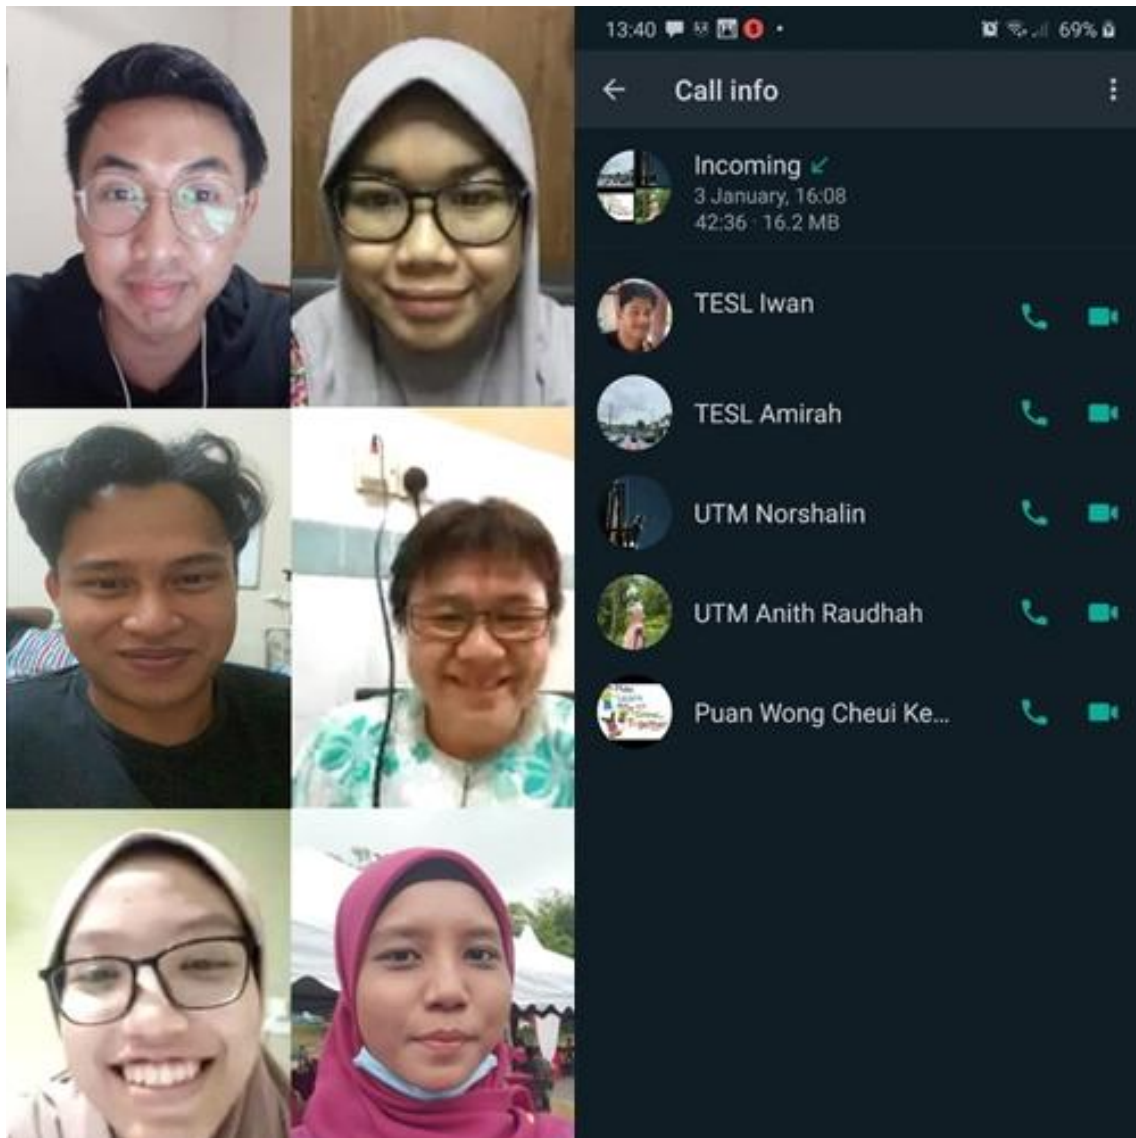 13:40
69%
Call info
Incoming
3 January, 16:08
42:36 · 16.2 MB
TESL Iwan
TESL Amirah
UTM Norshalin
UTM Anith Raudhah
Puan Wong Cheui Ke...